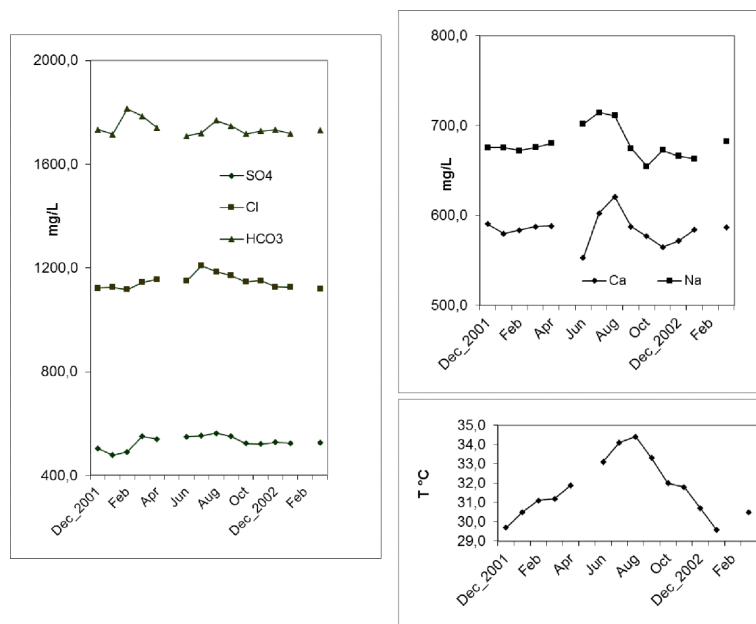 2000,0
1600,0
1200,0
800,0
400,0
mg/L
SO4
Cl
HCO3
Dec_2001
Feb
Apr
Jun
Aug
Oct
Dec_2002
Feb
800,0
700,0
600,0
500,0
mg/L
Ca
Na
Dec_2001
Feb
Apr
Jun
Aug
Oct
Dec_2002
Feb
35,0
34,0
33,0
32,0
31,0
30,0
29,0
T °C
Dec_2001
Feb
Apr
Jun
Aug
Oct
Dec_2002
Feb